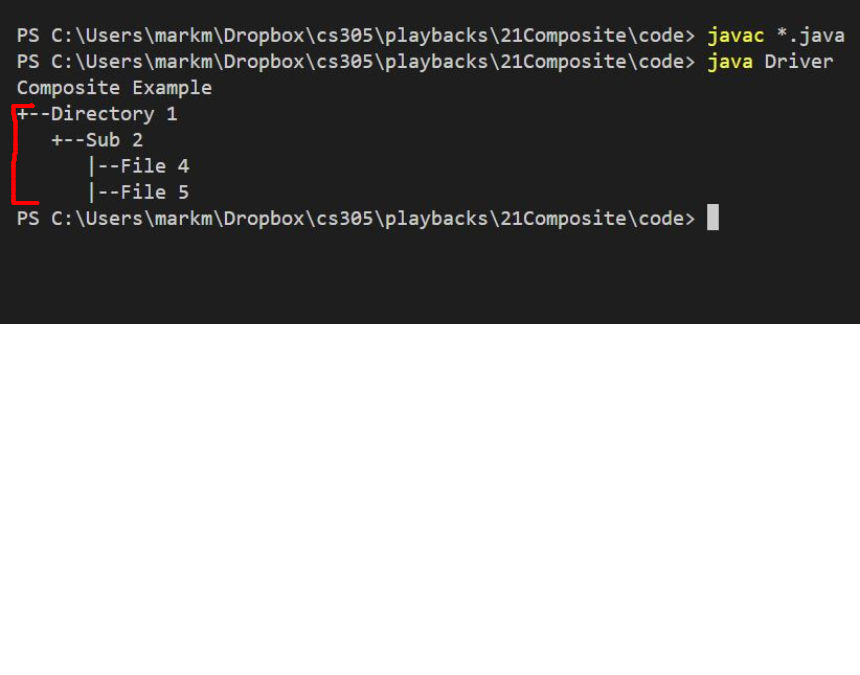 PS C:\Users\markm\Dropbox\cs305\playbacks\21Composite\code> javac *.java
PS C:\Users\markm\Dropbox\cs305\playbacks\21Composite\code> java Driver
Composite Example
+--Directory 1
   +--Sub 2
      |--File 4
      |--File 5
PS C:\Users\markm\Dropbox\cs305\playbacks\21Composite\code>